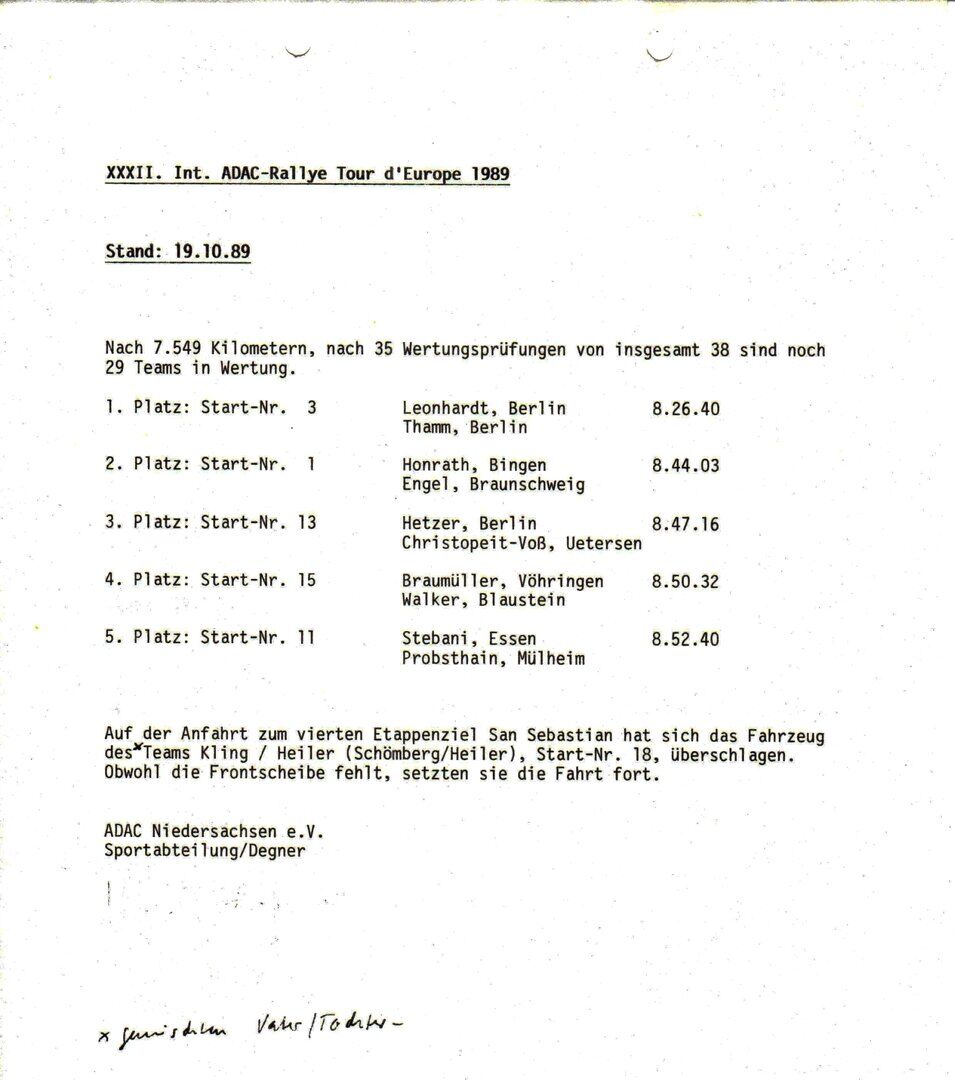 XXXII. Int. ADAC-Rallye Tour d'Europe 1989
Stand: 19.10.89
Nach 7.549 Kilometern, nach 35 Wertungsprüfungen von insgesamt 38 sind noch
29 Teams in Wertung.
1. Platz: Start-Nr. 3 Leonhardt, Berlin 8.26.40
Thamm, Berlin
2. Platz: Start-Nr. 1 Honrath, Bingen 8.44.03
Engel, Braunschweig
3. Platz: Start-Nr. 13 Hetzer, Berlin 8.47.16
Christopeit-Voß, Uetersen
4. Platz: Start-Nr. 15 Braumüller, Vöhringen 8.50.32
Walker, Blaustein
5. Platz: Start-Nr. 11 Stebani, Essen 8.52.40
Probsthain, Mülheim
Auf der Anfahrt zum vierten Etappenziel San Sebastian hat sich das Fahrzeug
des x Teams Kling / Heiler (Schömberg/Heiler), Start-Nr. 18, überschlagen.
Obwohl die Frontscheibe fehlt, setzten sie die Fahrt fort.
ADAC Niedersachsen e.V.
Sportabteilung/Degner
x gemischten Vater/Tochter-